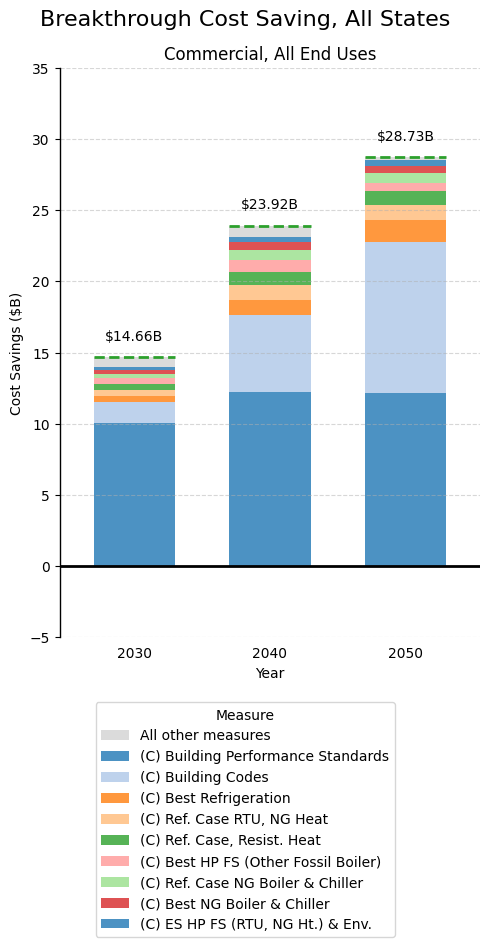 Breakthrough Cost Saving, All States
Commercial, All End Uses
35
30
25
20
15
10
5
0
−5
Cost Savings ($B)
$14.66B
$23.92B
$28.73B
2030
2040
2050
Year
Measure
All other measures
(C) Building Performance Standards
(C) Building Codes
(C) Best Refrigeration
(C) Ref. Case RTU, NG Heat
(C) Ref. Case, Resist. Heat
(C) Best HP FS (Other Fossil Boiler)
(C) Ref. Case NG Boiler & Chiller
(C) Best NG Boiler & Chiller
(C) ES HP FS (RTU, NG Ht.) & Env.